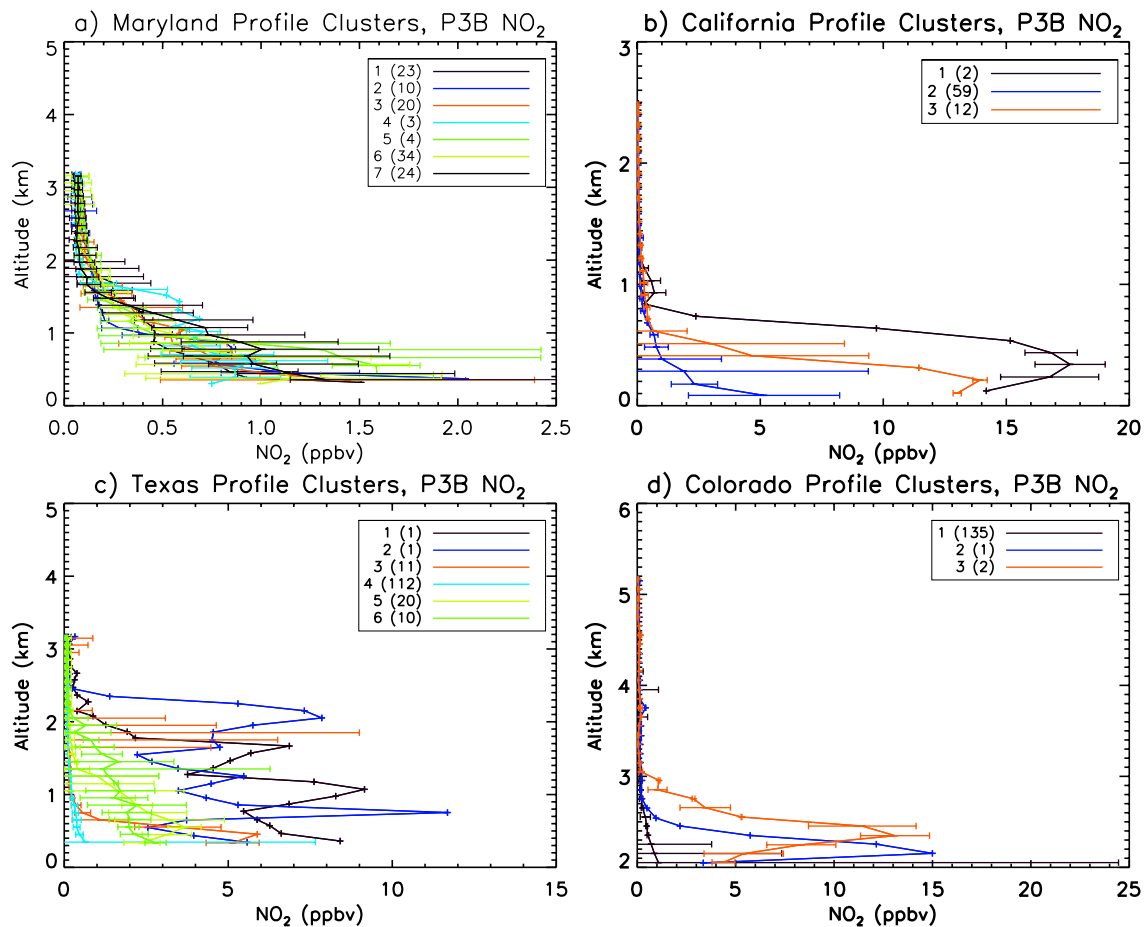 a) Maryland Profile Clusters, P3B NO₂
5
4
3
2
1
0
Altitude (km)
1 (23)
2 (10)
3 (20)
4 (3)
5 (4)
6 (34)
7 (24)
0.0 0.5 1.0 1.5 2.0 2.5
NO₂ (ppbv)
b) California Profile Clusters, P3B NO₂
3
2
1
0
Altitude (km)
1 (2)
2 (59)
3 (12)
0 5 10 15 20
NO₂ (ppbv)
c) Texas Profile Clusters, P3B NO₂
5
4
3
2
1
0
Altitude (km)
1 (1)
2 (1)
3 (11)
4 (112)
5 (20)
6 (10)
0 5 10 15
NO₂ (ppbv)
d) Colorado Profile Clusters, P3B NO₂
6
5
4
3
2
Altitude (km)
1 (135)
2 (1)
3 (2)
0 5 10 15 20 25
NO₂ (ppbv)